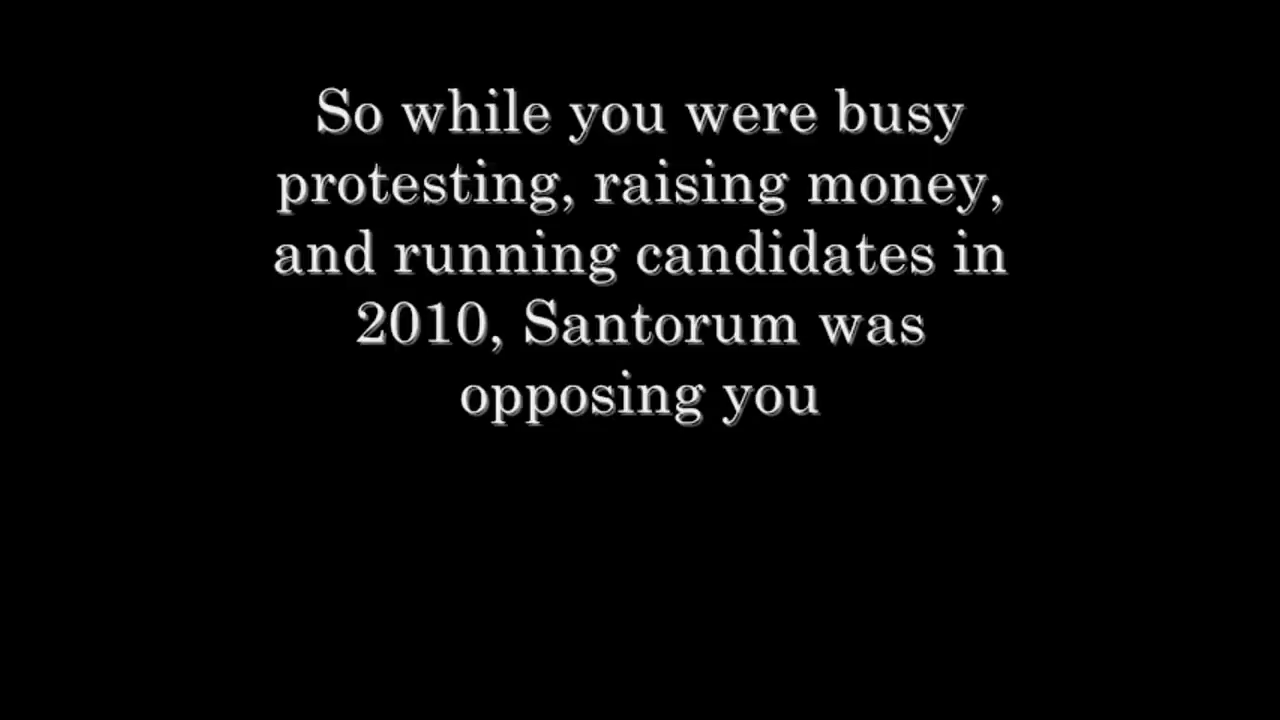 So while you were busy
protesting, raising money,
and running candidates in
2010, Santorum was
opposing you